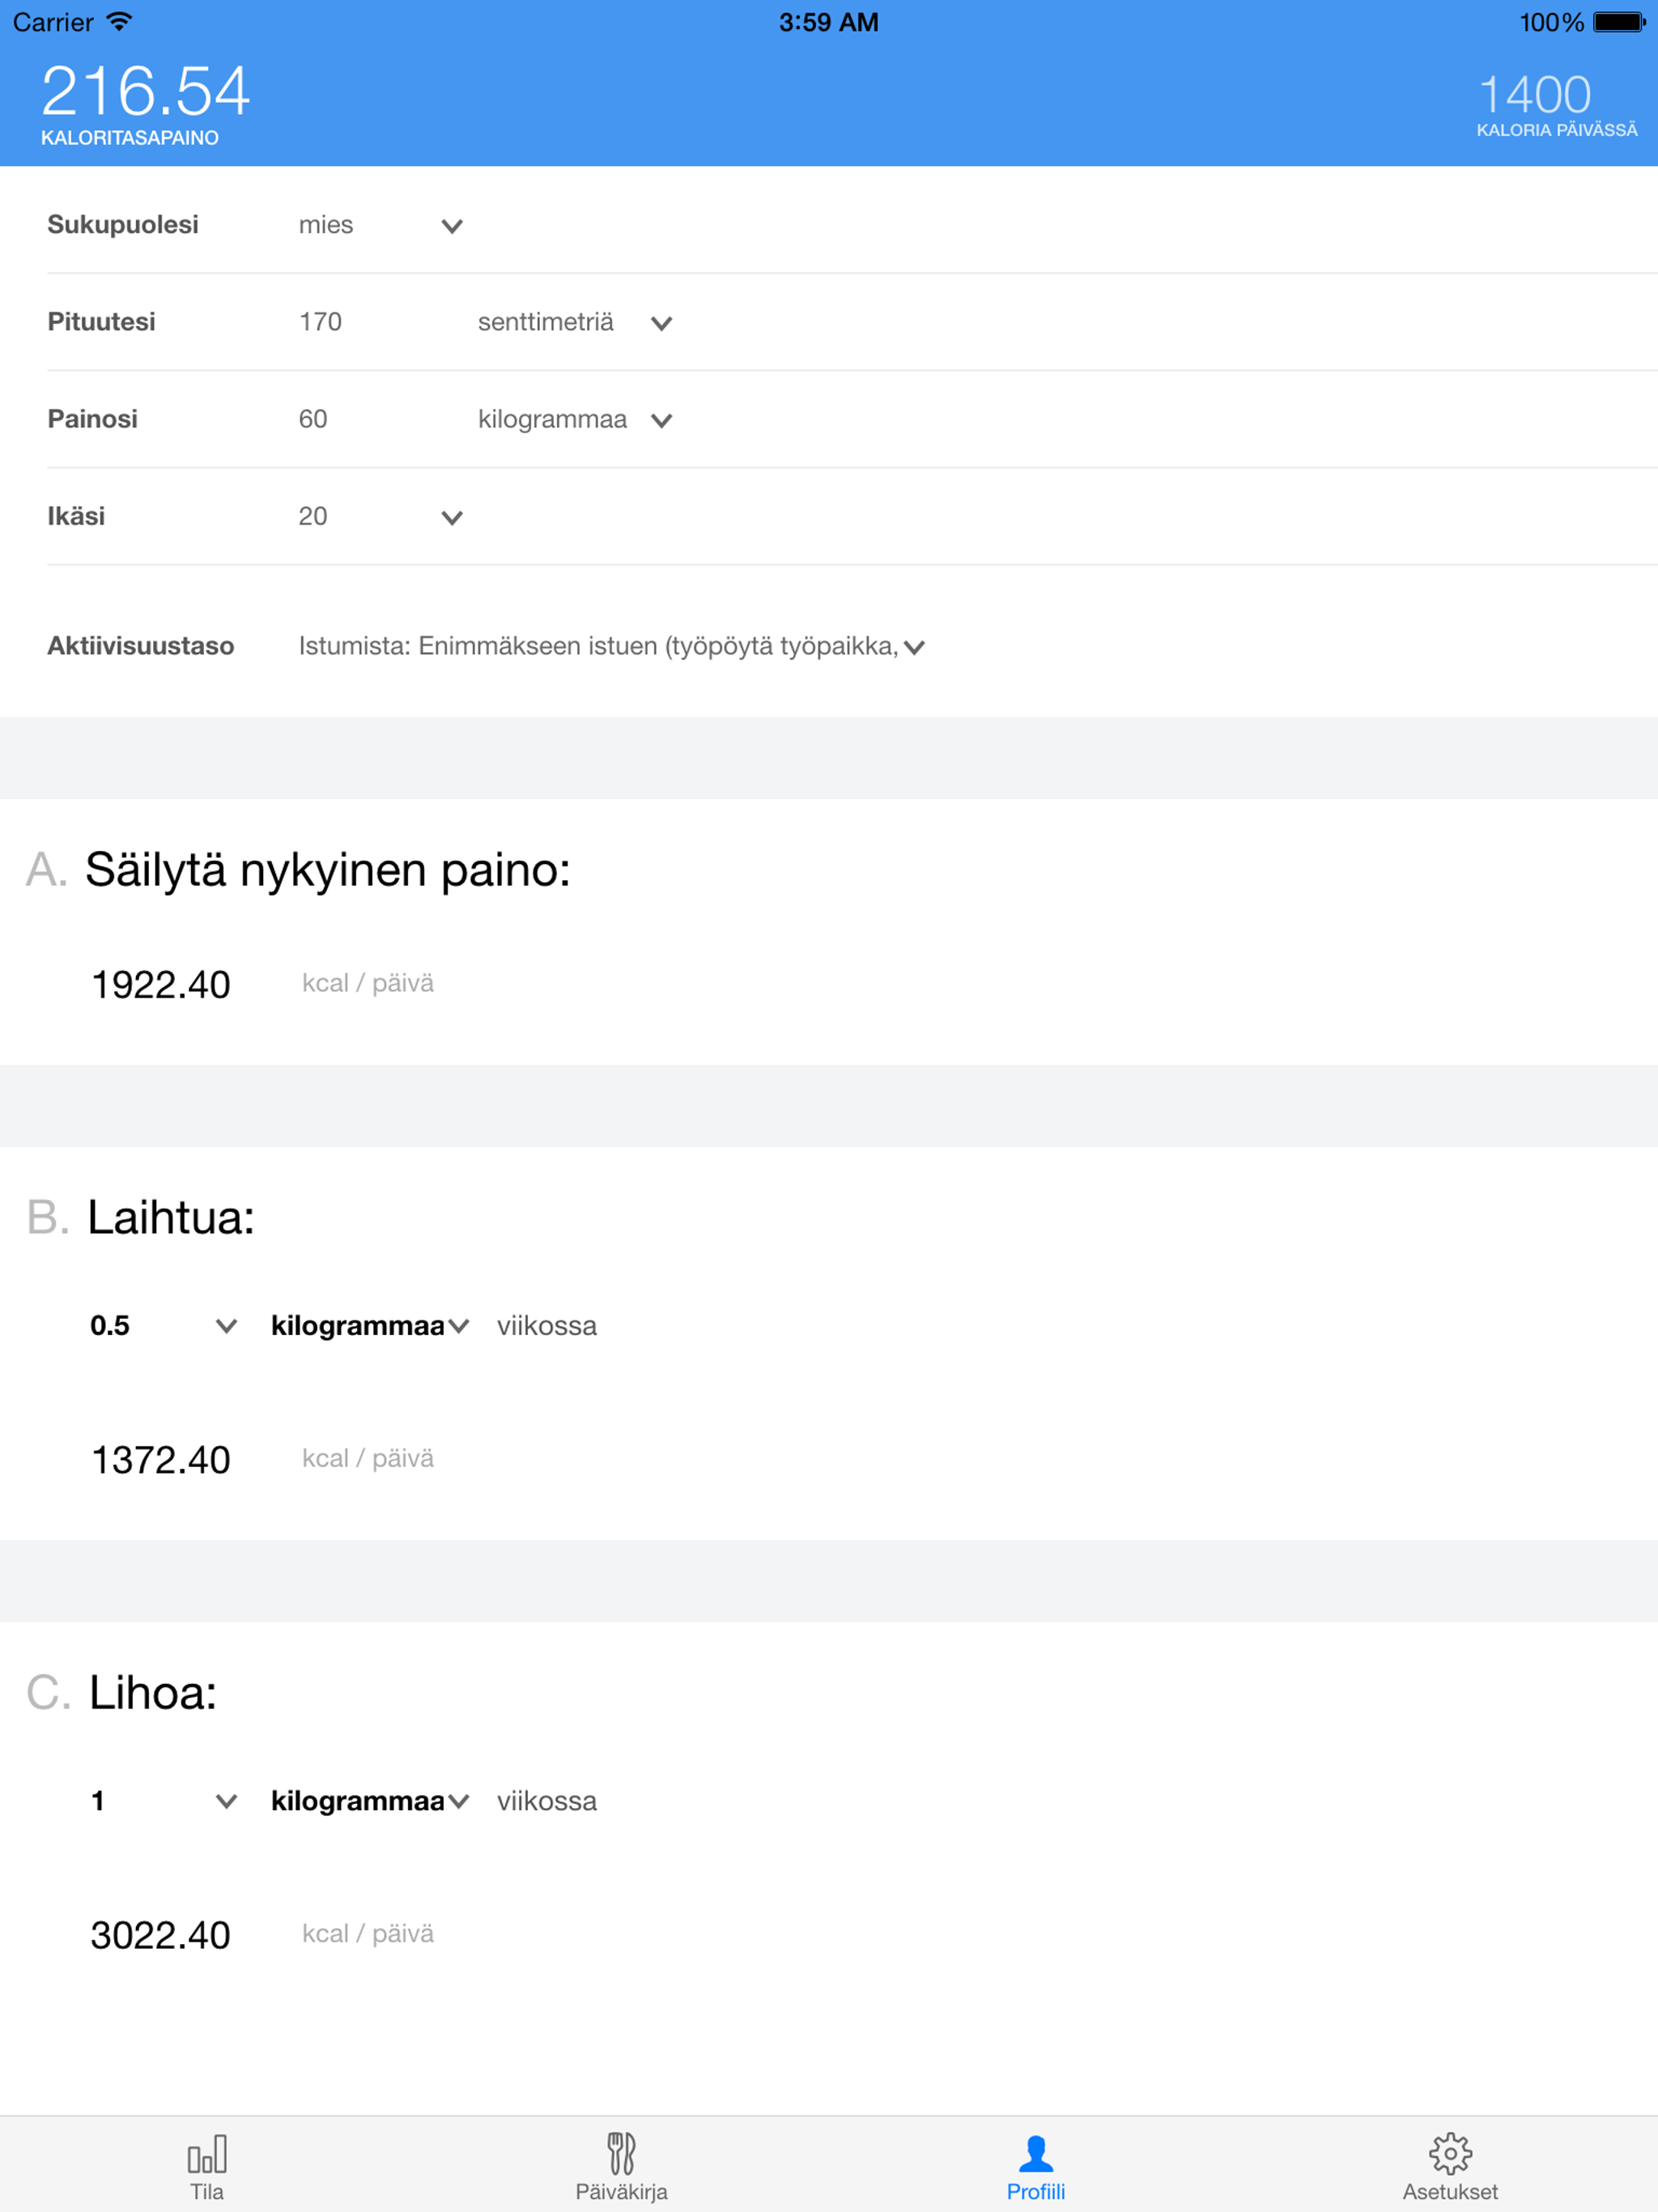 Carrier 3:59 AM 100%
216.54 1400
KALORITASAPAINO KALORIA PÄIVÄSSÄ
Sukupuolesi mies
Pituutesi 170 senttimetriä
Painosi 60 kilogrammaa
Ikäsi 20
Aktiivisuustaso Istumista: Enimmäkseen istuen (työpöytä työpaikka,
A. Säilytä nykyinen paino:
1922.40 kcal / päivä
B. Laihtua:
0.5 kilogrammaa viikossa
1372.40 kcal / päivä
C. Lihoa:
1 kilogrammaa viikossa
3022.40 kcal / päivä
Tila Päiväkirja Profiili Asetukset